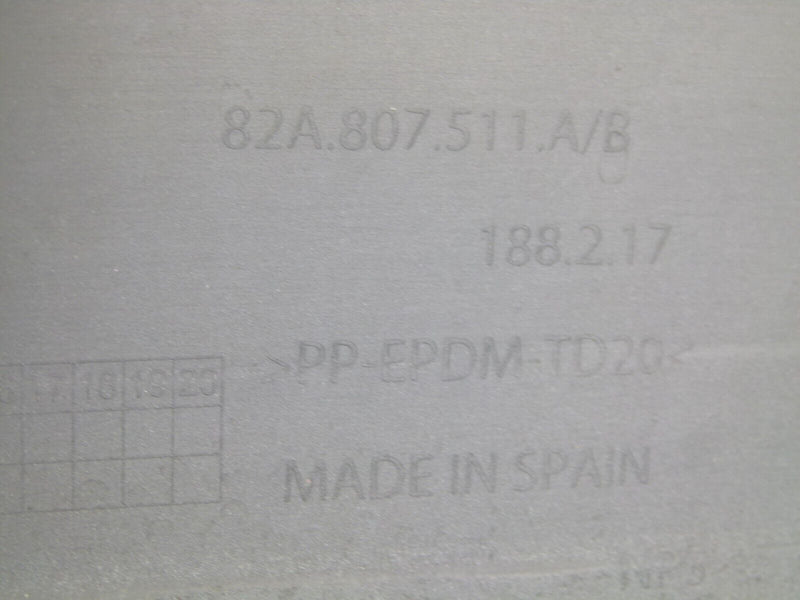 82A.807.511.A/B
188.2.17
>PP-EPDM-TD20<
17 18 19 20
MADE IN SPAIN